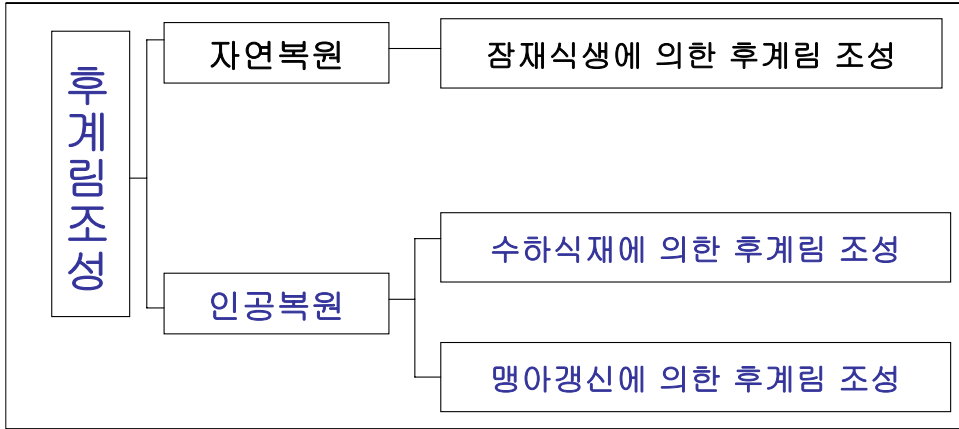 후계림조성
자연복원
잠재식생에 의한 후계림 조성
인공복원
수하식재에 의한 후계림 조성
맹아갱신에 의한 후계림 조성